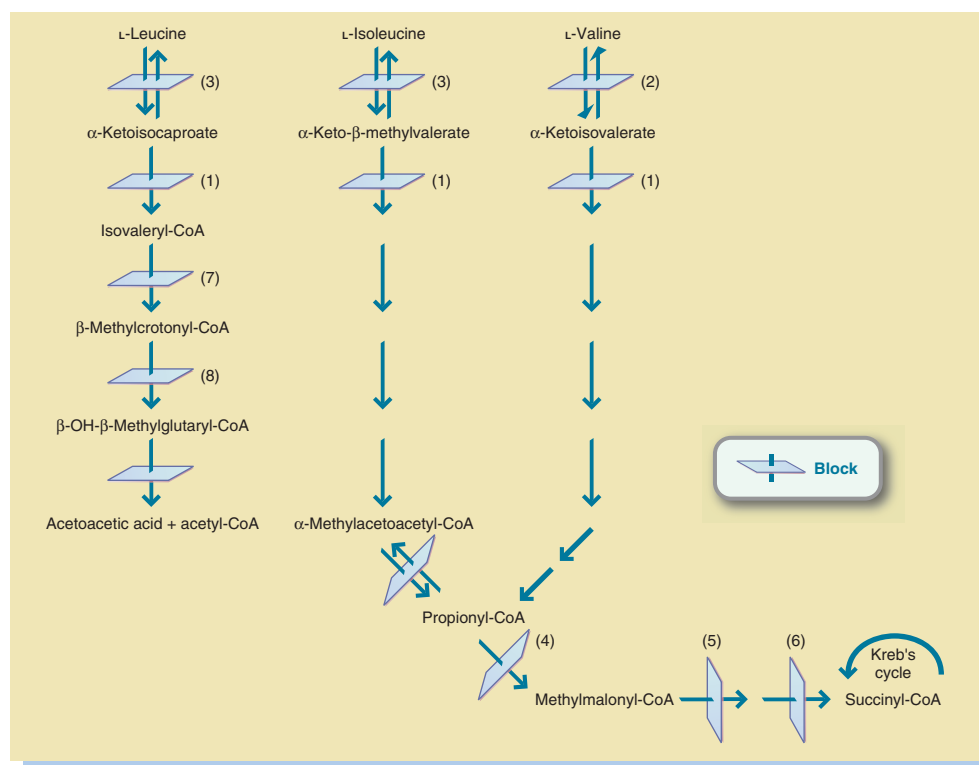 L-Leucine L-Isoleucine L-Valine
(3) (3) (2)
α-Ketoisocaproate α-Keto-β-methylvalerate α-Ketoisovalerate
(1) (1) (1)
Isovaleryl-CoA
(7)
β-Methylcrotonyl-CoA
(8)
β-OH-β-Methylglutaryl-CoA
Block
Acetoacetic acid + acetyl-CoA α-Methylacetoacetyl-CoA
Propionyl-CoA
(4) (5) (6)
Kreb's
cycle
Methylmalonyl-CoA Succinyl-CoA